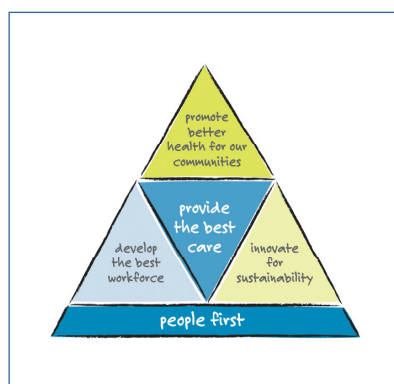 promote
better
health for our
communities
provide
the best
care
develop
the best
workforce
innovate
for
sustainability
people first